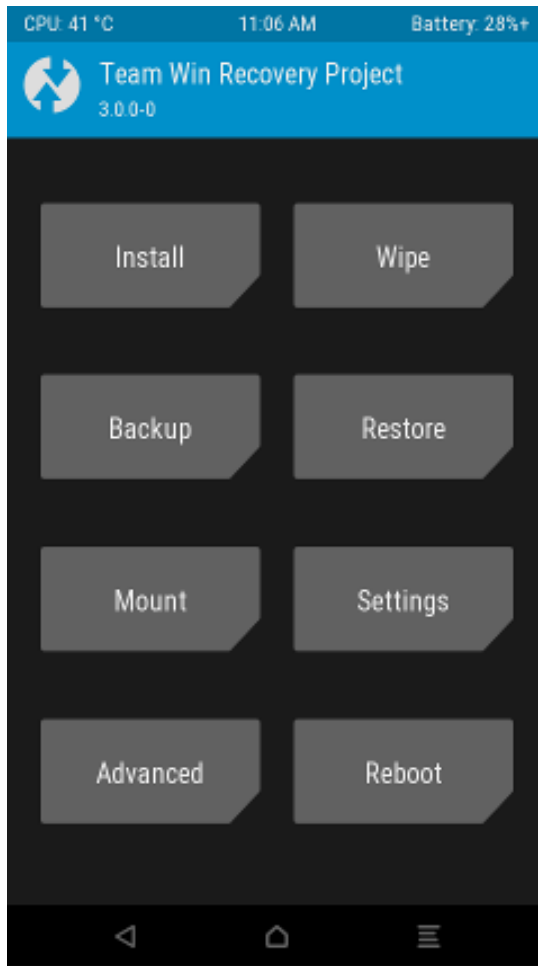 CPU: 41 °C 11:06 AM Battery: 28%+
Team Win Recovery Project
3.0.0-0
Install Wipe
Backup Restore
Mount Settings
Advanced Reboot